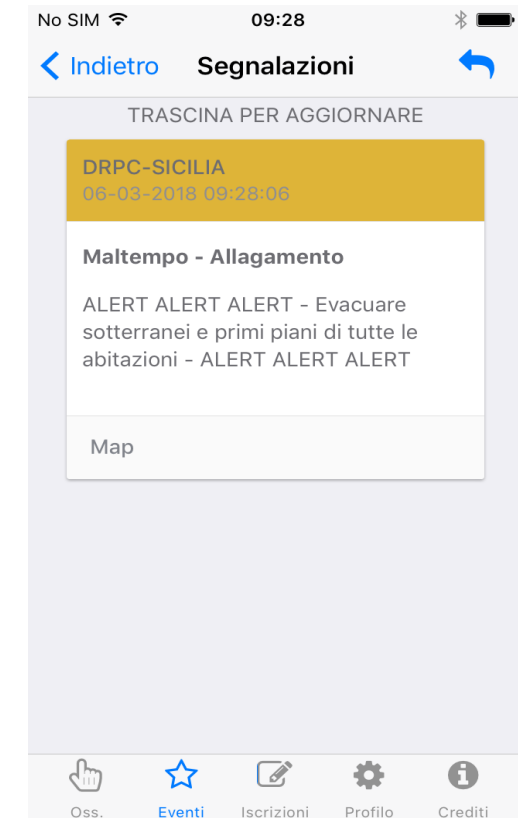 No SIM 09:28
Indietro Segnalazioni
TRASCINA PER AGGIORNARE
DRPC-SICILIA
06-03-2018 09:28:06
Maltempo - Allagamento
ALERT ALERT ALERT - Evacuare
sotterranei e primi piani di tutte le
abitazioni - ALERT ALERT ALERT
Map
Oss. Eventi Iscrizioni Profilo Crediti